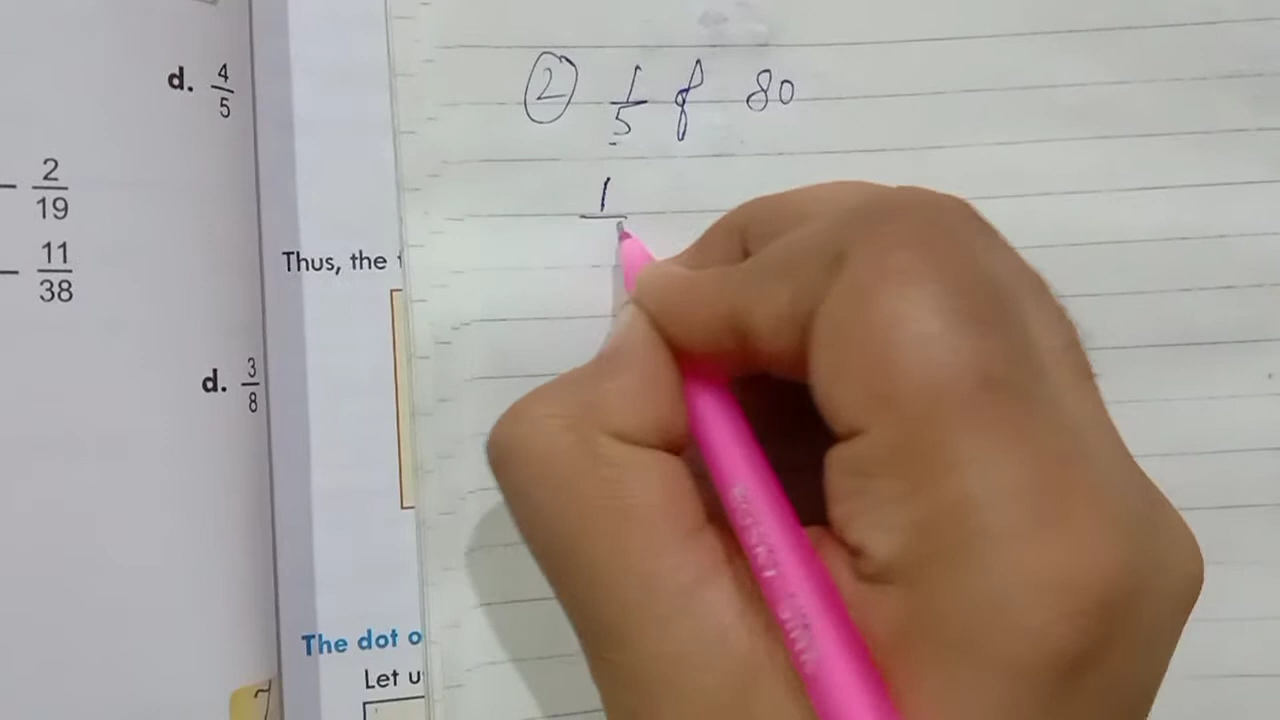 d. 4/5
- 2/19
- 11/38
d. 3/8
Thus, the
The dot o
Let u
7
② 1/5 of 80
1/